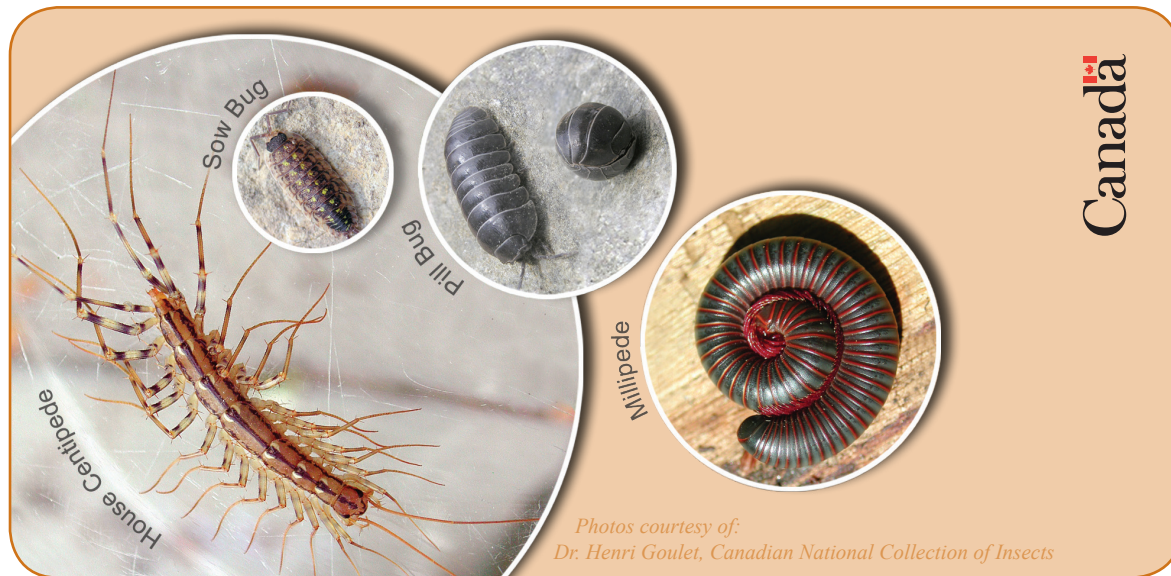 Sow Bug
Pill Bug
House Centipede
Millipede
Canada
Photos courtesy of:
Dr. Henri Goulet, Canadian National Collection of Insects